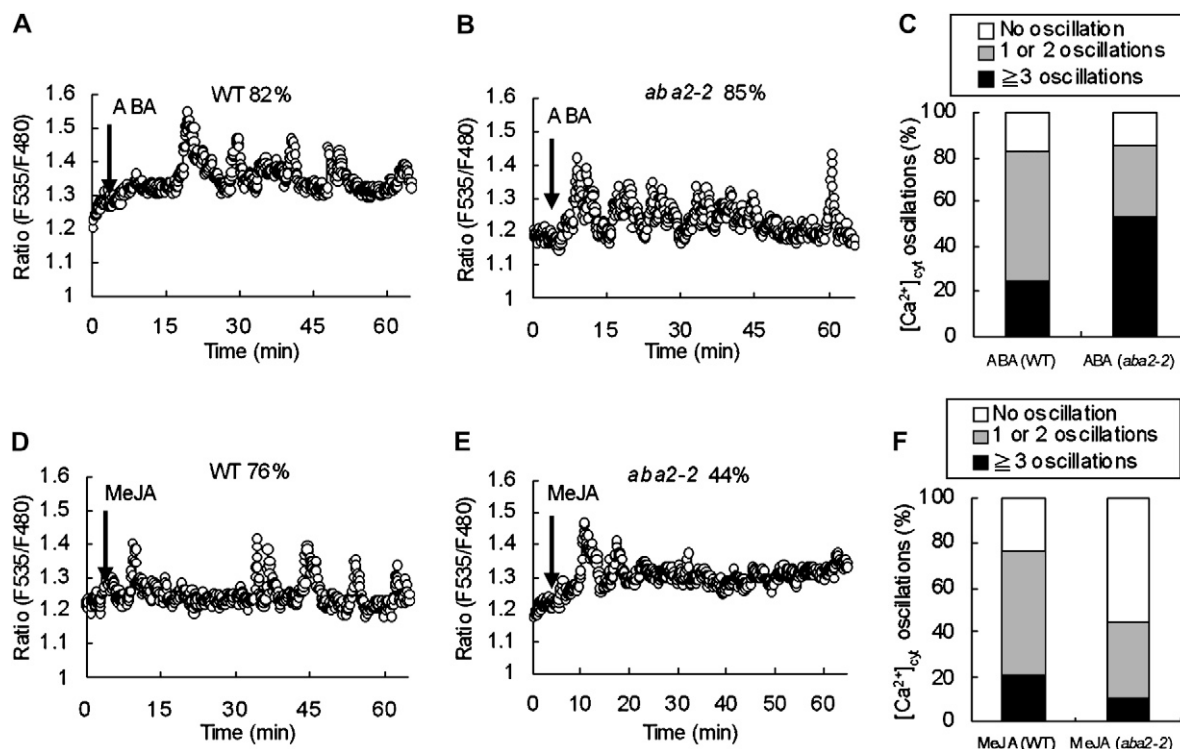 A
WT 82%
ABA
Ratio (F535/F480)
1.6
1.5
1.4
1.3
1.2
1.1
1
0 15 30 45 60
Time (min)
B
aba2-2 85%
ABA
Ratio (F535/F480)
1.6
1.5
1.4
1.3
1.2
1.1
1
0 15 30 45 60
Time (min)
C
No oscillation
1 or 2 oscillations
≧3 oscillations
[Ca²⁺]cyt oscillations (%)
100
80
60
40
20
0
ABA (WT) ABA (aba2-2)
D
WT 76%
MeJA
Ratio (F535/F480)
1.6
1.5
1.4
1.3
1.2
1.1
1
0 15 30 45 60
Time (min)
E
aba2-2 44%
MeJA
Ratio (F535/F480)
1.6
1.5
1.4
1.3
1.2
1.1
1
0 10 20 30 40 50 60
Time (min)
F
No oscillation
1 or 2 oscillations
≧3 oscillations
[Ca²⁺]cyt oscillations (%)
100
80
60
40
20
0
MeJA (WT) MeJA (aba2-2)